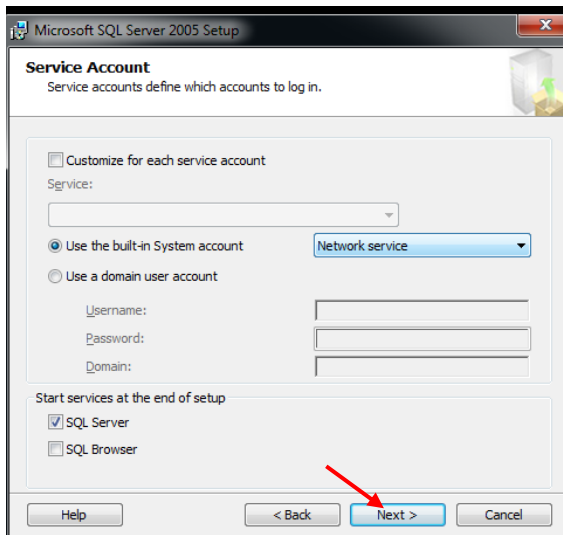 Microsoft SQL Server 2005 Setup
Service Account
Service accounts define which accounts to log in.
Customize for each service account
Service:
Use the built-in System account
Network service
Use a domain user account
Username:
Password:
Domain:
Start services at the end of setup
SQL Server
SQL Browser
Help
< Back
Next >
Cancel